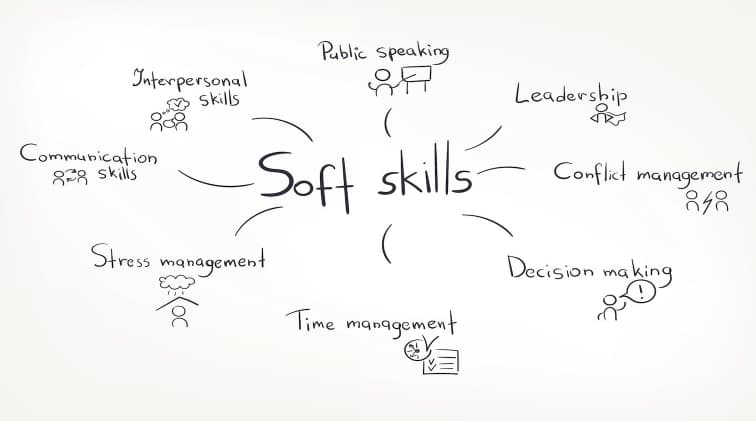 Public speaking
Interpersonal
skills
Leadership
Communication
skills
Soft skills
Conflict management
Stress management
Decision making
Time management